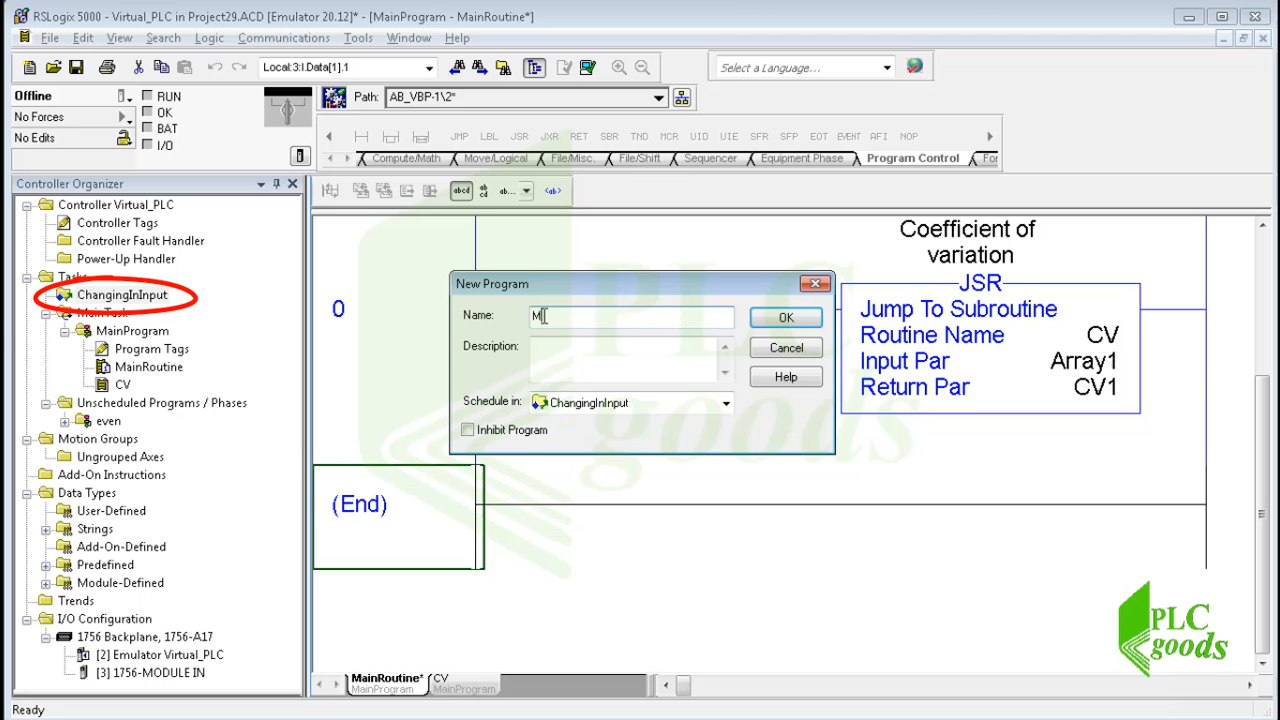 RSLogix 5000 - Virtual_PLC in Project29.ACD [Emulator 20.12]* - [MainProgram - MainRoutine*]
File Edit View Search Logic Communications Tools Window Help
Local:3:I.Data[1].1
Select a Language...
Offline
RUN
No Forces
OK
No Edits
BAT
I/O
Path: AB_VBP-1\2*
JMP LBL JSR JXR RET SBR TND MCR UID UIE SFR SFP EOT EVENT AFI NOP
Compute/Math Move/Logical File/Misc. File/Shift Sequencer Equipment Phase Program Control For
Controller Organizer
abcd ab cd ab... <ab>
Controller Virtual_PLC
Controller Tags
Controller Fault Handler
Power-Up Handler
Tasks
ChangingInInput
MainTask
MainProgram
Program Tags
MainRoutine
CV
Unscheduled Programs / Phases
even
Motion Groups
Ungrouped Axes
Add-On Instructions
Data Types
User-Defined
Strings
Add-On-Defined
Predefined
Module-Defined
Trends
I/O Configuration
1756 Backplane, 1756-A17
[2] Emulator Virtual_PLC
[3] 1756-MODULE IN
Coefficient of
variation
JSR
0
Jump To Subroutine
Routine Name CV
Input Par Array1
Return Par CV1
(End)
New Program
Name: M
OK
Description:
Cancel
Help
Schedule in: ChangingInInput
Inhibit Program
PLC
goods
PLC
goods
MainRoutine*
MainProgram
CV
MainProgram
Ready